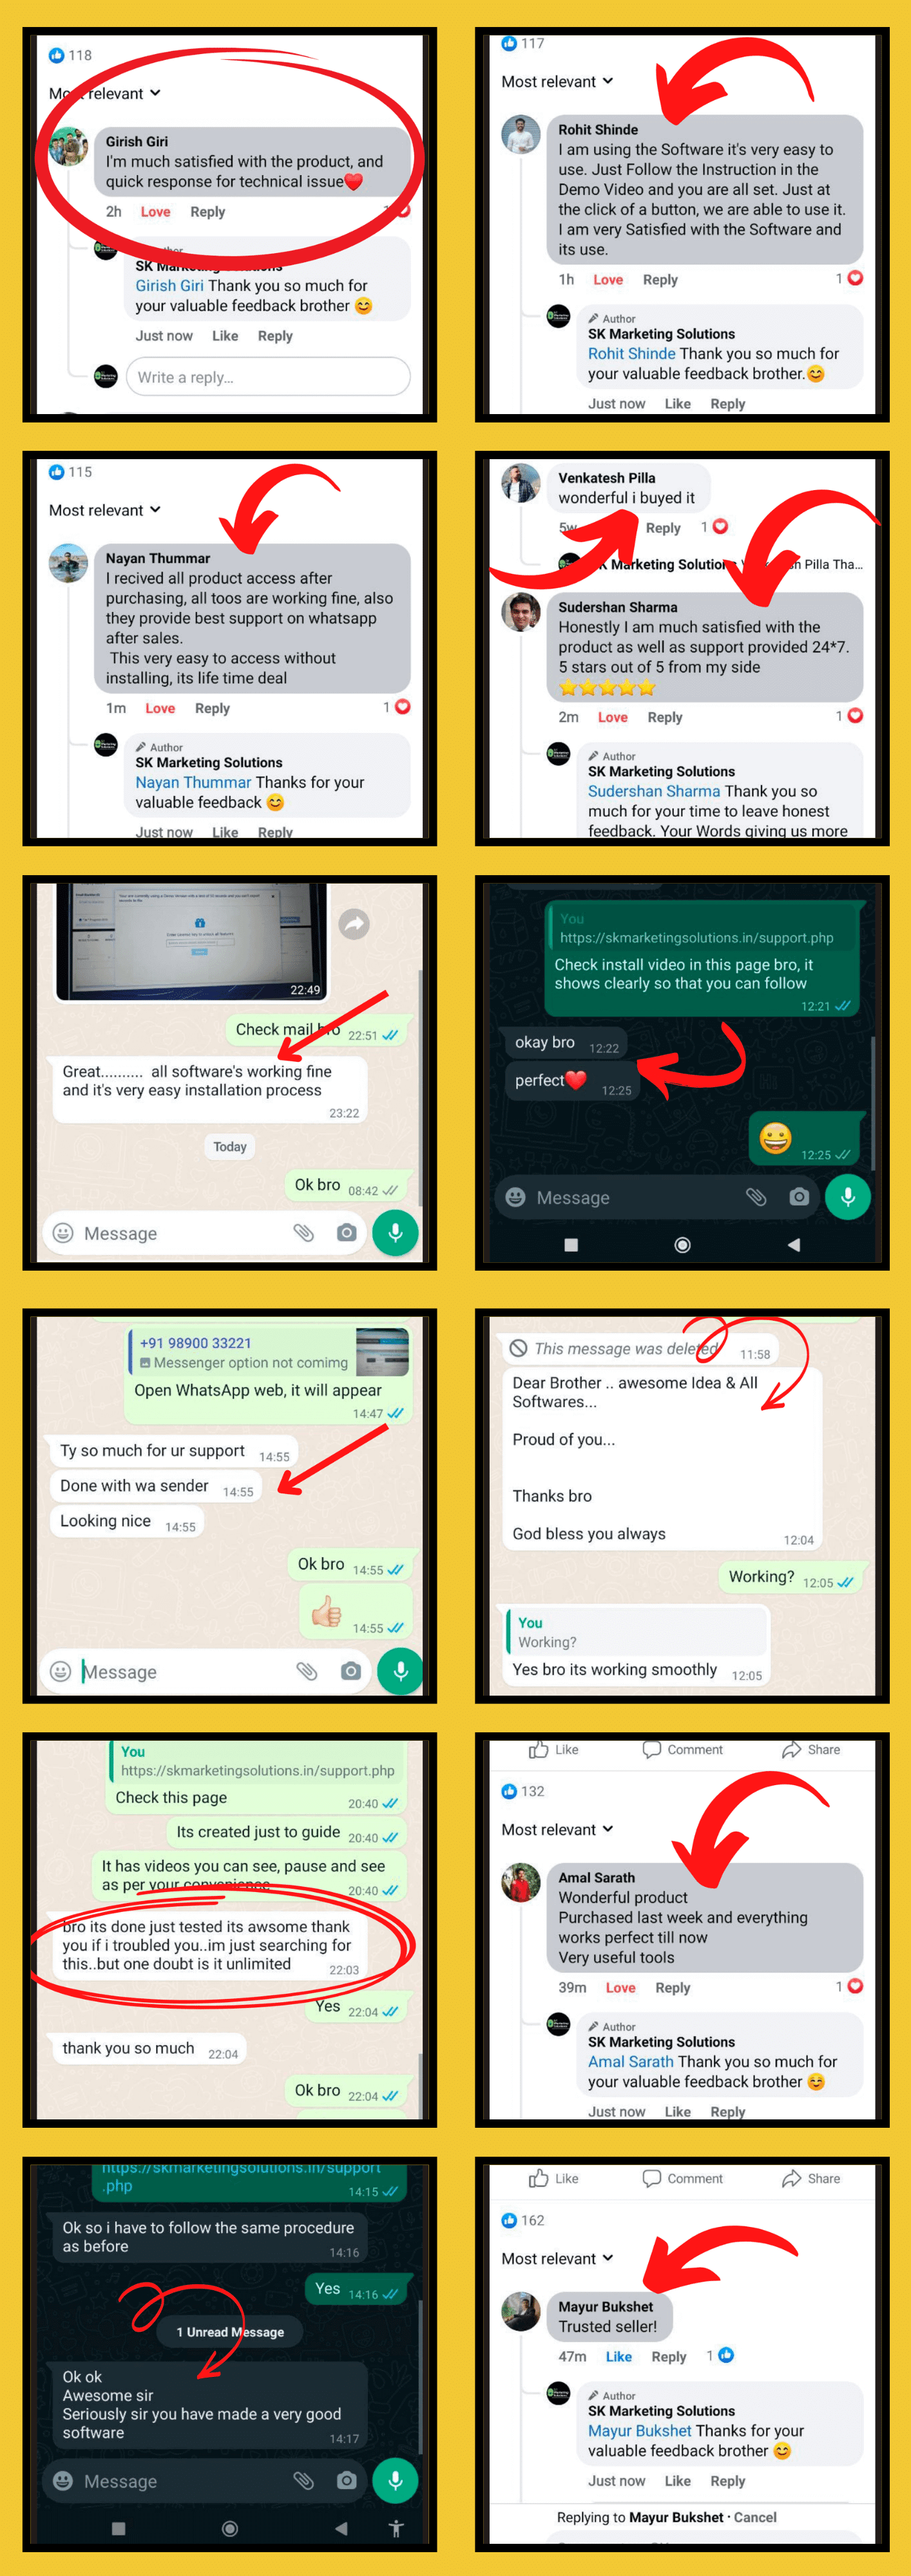 118
Most relevant
Girish Giri
I'm much satisfied with the product, and
quick response for technical issue❤️
2h Love Reply
SK Marketing Solutions
Girish Giri Thank you so much for
your valuable feedback brother 😊
Just now Like Reply
Write a reply...
117
Most relevant
Rohit Shinde
I am using the Software it's very easy to
use. Just Follow the Instruction in the
Demo Video and you are all set. Just at
the click of a button, we are able to use it.
I am very Satisfied with the Software and
its use.
1h Love Reply 1
Author
SK Marketing Solutions
Rohit Shinde Thank you so much for
your valuable feedback brother.😊
Just now Like Reply
115
Most relevant
Nayan Thummar
I recived all product access after
purchasing, all toos are working fine, also
they provide best support on whatsapp
after sales.
This very easy to access without
installing, its life time deal
1m Love Reply 1
Author
SK Marketing Solutions
Nayan Thummar Thanks for your
valuable feedback 😊
Just now Like Reply
Venkatesh Pilla
wonderful i buyed it
5w Reply 1
Marketing Solutions Pilla Tha...
Sudershan Sharma
Honestly I am much satisfied with the
product as well as support provided 24*7.
5 stars out of 5 from my side
⭐⭐⭐⭐⭐
2m Love Reply 1
Author
SK Marketing Solutions
Sudershan Sharma Thank you so
much for your time to leave honest
feedback. Your Words giving us more
22:49
Check mail bro 22:51
Great.......... all software's working fine
and it's very easy installation process
23:22
Today
Ok bro 08:42
Message
You
https://skmarketingsolutions.in/support.php
Check install video in this page bro, it
shows clearly so that you can follow
12:21
okay bro 12:22
perfect❤️ 12:25
😀 12:25
Message
+91 98900 33221
Messenger option not comimg
Open WhatsApp web, it will appear
14:47
Ty so much for ur support 14:55
Done with wa sender 14:55
Looking nice 14:55
Ok bro 14:55
👍🏻 14:55
Message
This message was deleted 11:58
Dear Brother .. awesome Idea & All
Softwares...
Proud of you...
Thanks bro
God bless you always 12:04
Working? 12:05
You
Working?
Yes bro its working smoothly 12:05
You
https://skmarketingsolutions.in/support.php
Check this page 20:40
Its created just to guide 20:40
It has videos you can see, pause and see
as per your convenience 20:40
bro its done just tested its awsome thank
you if i troubled you..im just searching for
this..but one doubt is it unlimited 22:03
Yes 22:04
thank you so much 22:04
Ok bro 22:04
Like Comment Share
132
Most relevant
Amal Sarath
Wonderful product
Purchased last week and everything
works perfect till now
Very useful tools
39m Love Reply 1
Author
SK Marketing Solutions
Amal Sarath Thank you so much for
your valuable feedback brother 😊
Just now Like Reply
https://skmarketingsolutions.in/support
.php 14:15
Ok so i have to follow the same procedure
as before 14:16
Yes 14:16
1 Unread Message
Ok ok
Awesome sir
Seriously sir you have made a very good
software 14:17
Message
Like Comment Share
162
Most relevant
Mayur Bukshet
Trusted seller!
47m Like Reply 1
Author
SK Marketing Solutions
Mayur Bukshet Thanks for your
valuable feedback brother 😊
Just now Like Reply
Replying to Mayur Bukshet · Cancel